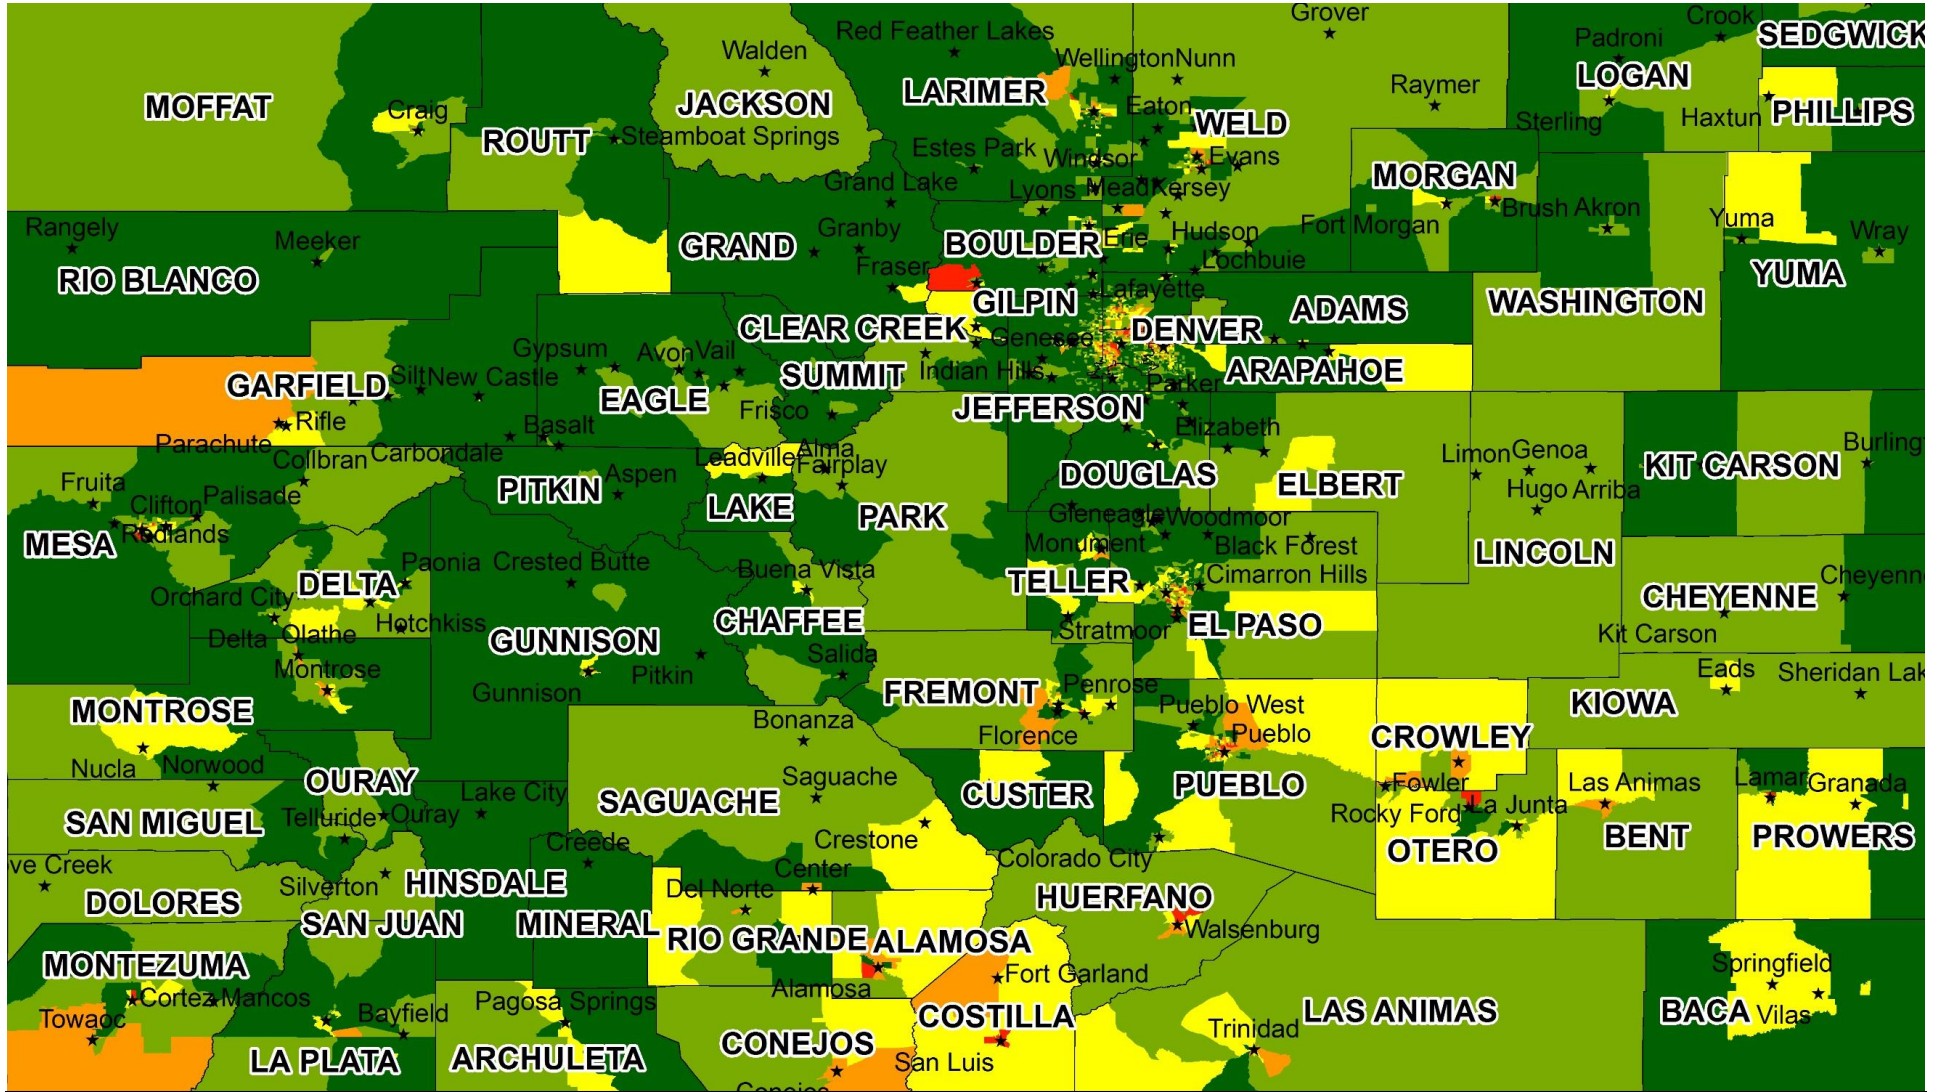 Grover
Crook
Red Feather Lakes
SEDGWICK
Padroni
Walden
Wellington
Nunn
LOGAN
MOFFAT
JACKSON
LARIMER
Raymer
Craig
Eaton
PHILLIPS
Haxtun
Sterling
WELD
ROUTT
Steamboat Springs
Estes Park
Windsor
Evans
MORGAN
Grand Lake
Lyons
Mead
Kersey
Brush
Akron
Rangely
Meeker
Granby
Fort Morgan
Yuma
Wray
GRAND
BOULDER
Erie
Hudson
Lochbuie
Fraser
RIO BLANCO
YUMA
Lafayette
GILPIN
ADAMS
WASHINGTON
CLEAR CREEK
Genesee
DENVER
Gypsum
Avon
Vail
SUMMIT
Indian Hills
ARAPAHOE
Silt
New Castle
GARFIELD
EAGLE
Parker
Frisco
JEFFERSON
Rifle
Basalt
Elizabeth
Parachute
Carbondale
Collbran
Leadville
Alma
Fairplay
Limon
Genoa
Burling
Fruita
Aspen
PITKIN
DOUGLAS
ELBERT
KIT CARSON
Clifton
Palisade
LAKE
PARK
Hugo
Arriba
Redlands
MESA
Gleneagle
Woodmoor
Monument
Black Forest
LINCOLN
Paonia
Crested Butte
Buena Vista
TELLER
Cimarron Hills
Cheyenn
DELTA
Orchard City
CHEYENNE
Hotchkiss
CHAFFEE
Stratmoor
EL PASO
Kit Carson
Delta
Olathe
GUNNISON
Montrose
Pitkin
Salida
Eads
Sheridan Lak
Gunnison
FREMONT
Penrose
MONTROSE
Pueblo West
KIOWA
Bonanza
Florence
Pueblo
CROWLEY
Nucla
Norwood
OURAY
Saguache
CUSTER
PUEBLO
Fowler
Las Animas
Lamar
Granada
Lake City
SAGUACHE
Rocky Ford
La Junta
SAN MIGUEL
Telluride
Ouray
Crestone
OTERO
BENT
PROWERS
Creede
Colorado City
ve Creek
Silverton
HINSDALE
Center
Del Norte
HUERFANO
DOLORES
SAN JUAN
MINERAL
RIO GRANDE
ALAMOSA
Walsenburg
MONTEZUMA
Fort Garland
Springfield
Cortez
Mancos
Alamosa
Towaoc
Bayfield
Pagosa Springs
COSTILLA
LAS ANIMAS
BACA
Vilas
Trinidad
LA PLATA
ARCHULETA
CONEJOS
San Luis
Conejos